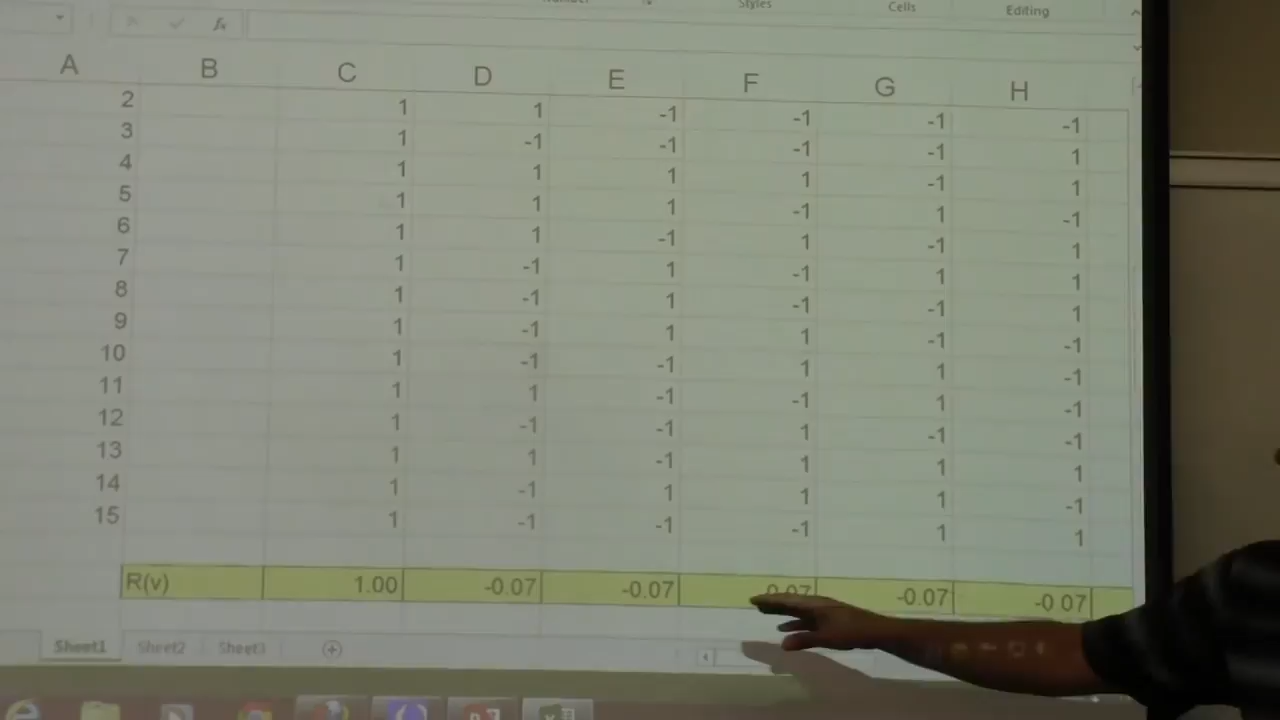 Styles Cells Editing
fx
A B C D E F G H
2 1 1 -1 -1 -1 -1
3 1 -1 -1 -1 -1 1
4 1 1 1 1 -1 1
5 1 1 1 -1 1 -1
6 1 1 -1 1 -1 1
7 1 -1 1 -1 1 1
8 1 -1 1 -1 -1 1
9 1 -1 1 1 -1 -1
10 1 -1 -1 1 1 -1
11 1 1 -1 -1 1 -1
12 1 -1 -1 1 -1 -1
13 1 1 -1 1 1 1
14 1 -1 1 1 1 -1
15 1 -1 -1 -1 1 1
R(v) 1.00 -0.07 -0.07 -0.07 -0.07
Sheet1 Sheet2 Sheet3